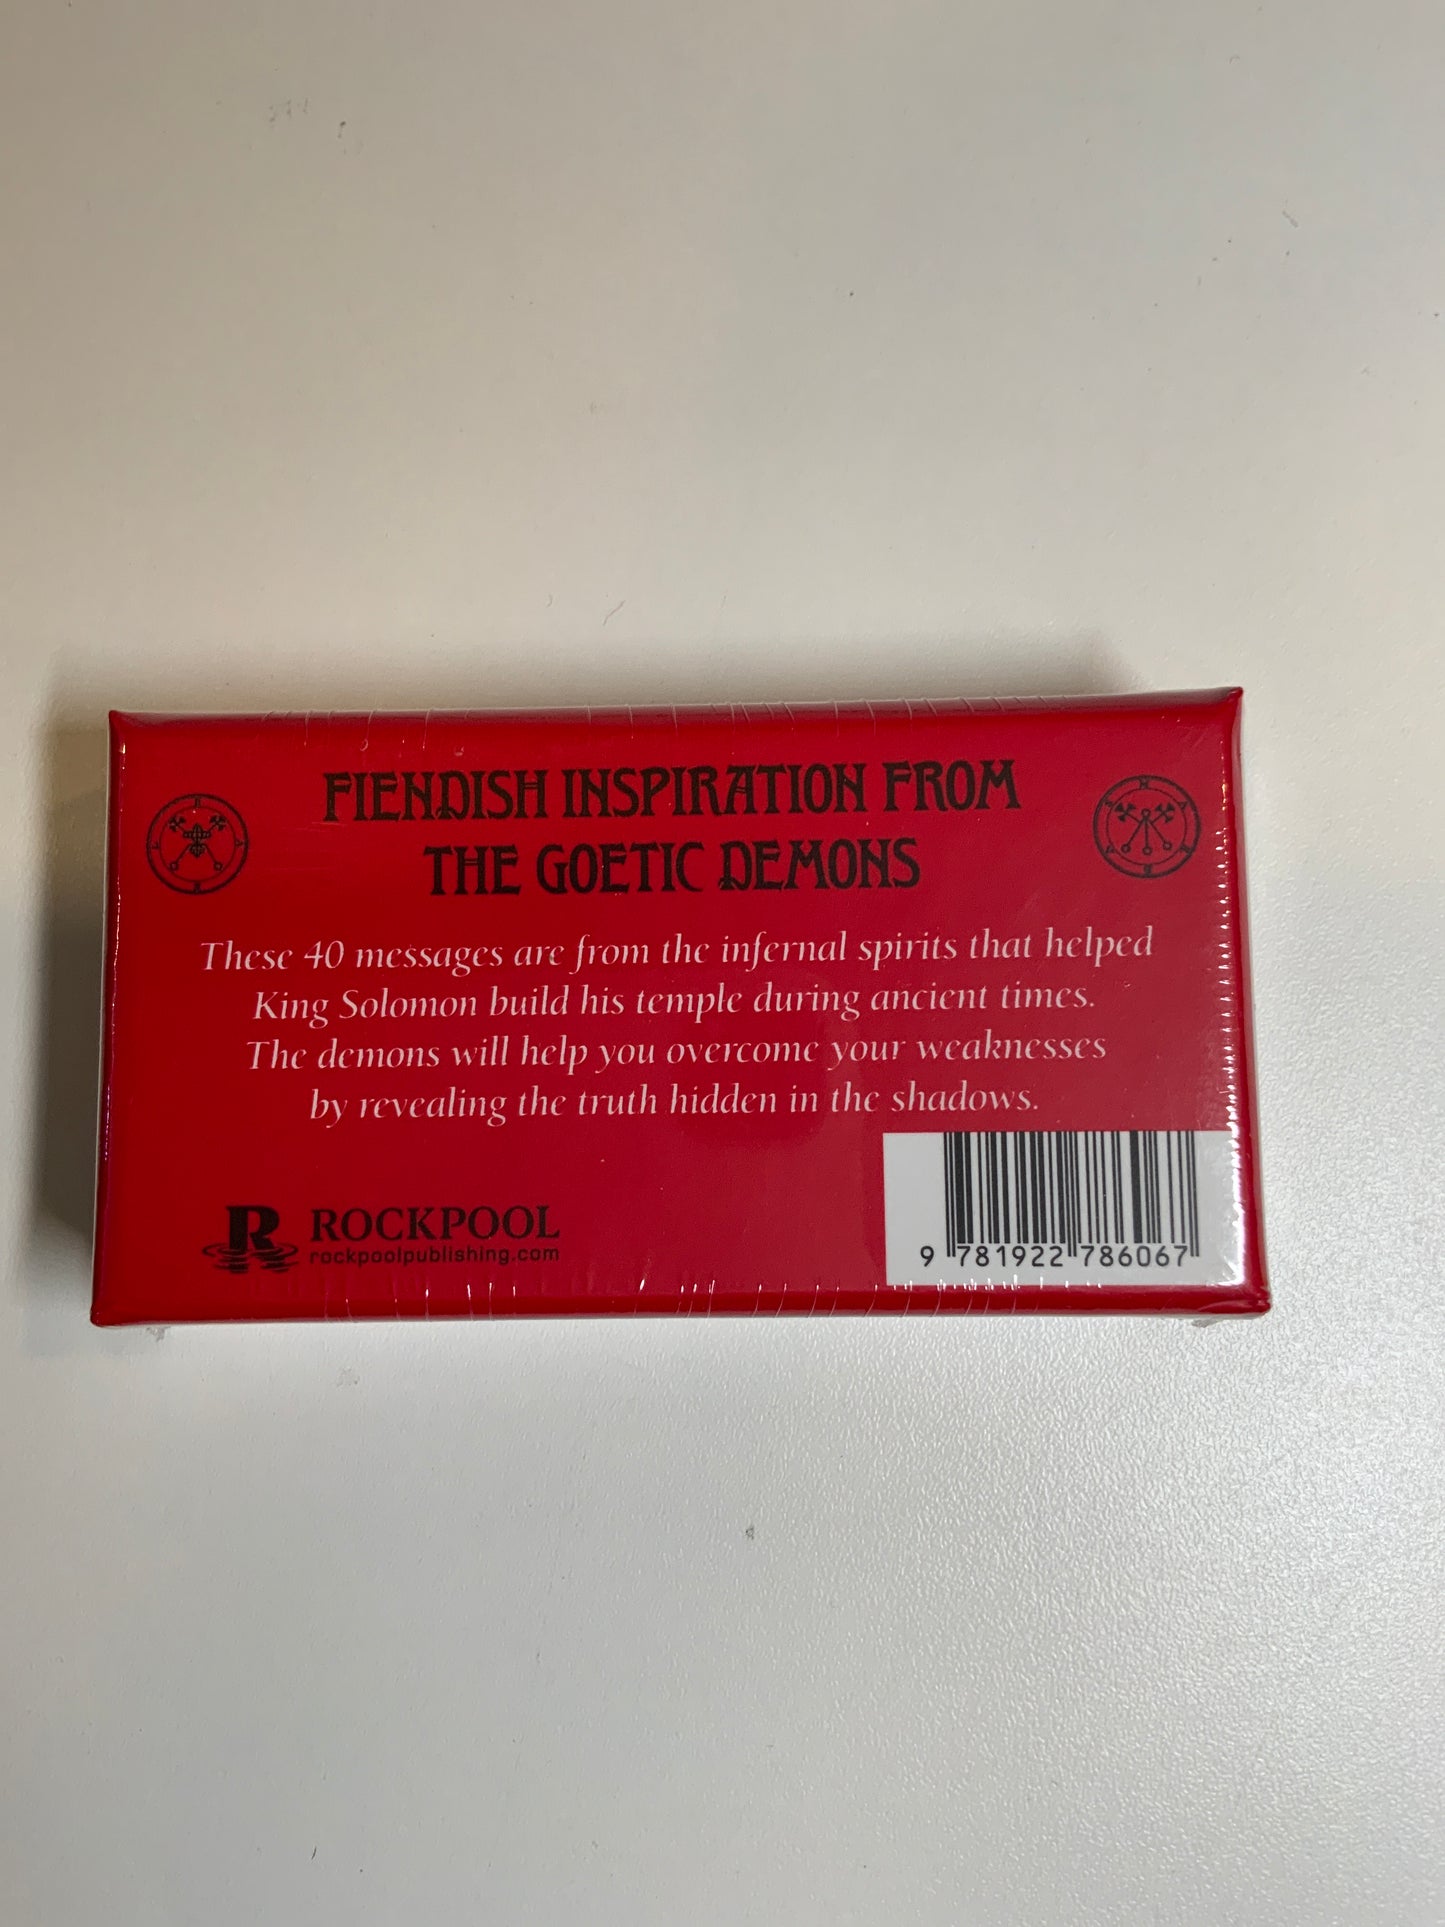 FIENDISH INSPIRATION FROM
THE GOETIC DEMONS
These 40 messages are from the infernal spirits that helped
King Solomon build his temple during ancient times.
The demons will help you overcome your weaknesses
by revealing the truth hidden in the shadows.
R ROCKPOOL
rockpoolpublishing.com
9 781922 786067